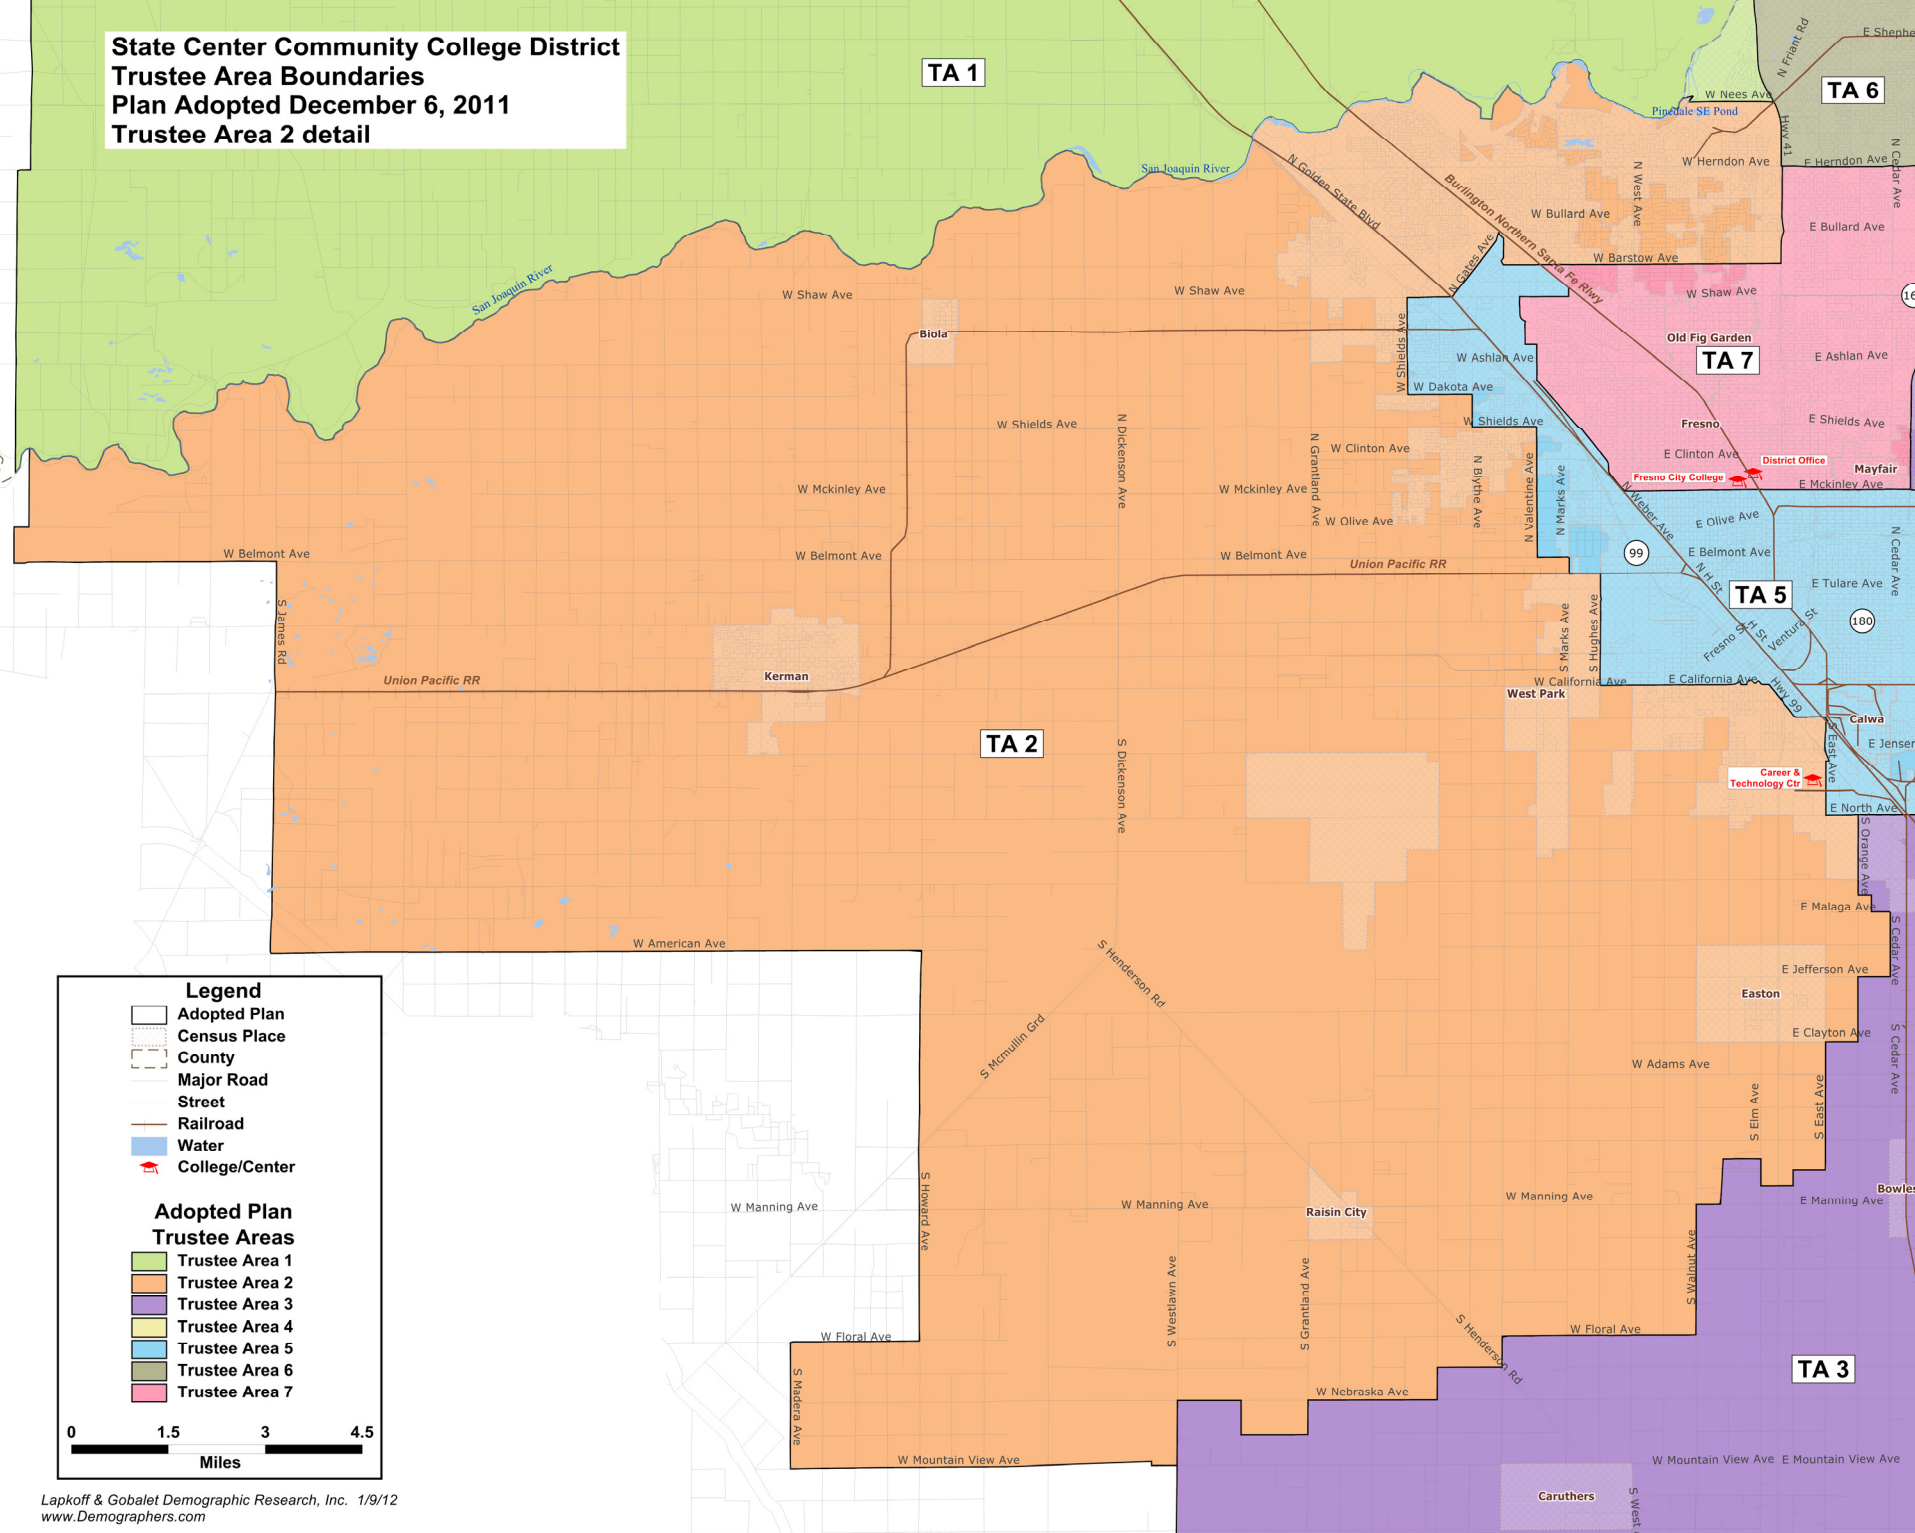 State Center Community College District
Trustee Area Boundaries
Plan Adopted December 6, 2011
Trustee Area 2 detail
TA 1
TA 6
N Friant Rd
E Shephe
W Nees Ave
Pinedale SE Pond
Hwy 41
W Herndon Ave
E Herndon Ave
N Cedar Ave
San Joaquin River
N Golden State Blvd
Burlington Northern Santa Fe Rlwy
N West Ave
W Bullard Ave
E Bullard Ave
N Gates Ave
W Barstow Ave
San Joaquin River
W Shaw Ave
W Shaw Ave
W Shaw Ave
16
Biola
W Shields Ave
Old Fig Garden
TA 7
W Ashlan Ave
E Ashlan Ave
W Dakota Ave
W Shields Ave
N Dickenson Ave
W Shields Ave
Fresno
E Shields Ave
N Grantland Ave
W Clinton Ave
N Blythe Ave
N Valentine Ave
N Marks Ave
E Clinton Ave
District Office
Mayfair
Fresno City College
E Mckinley Ave
W Mckinley Ave
W Mckinley Ave
W Olive Ave
N Weber Ave
E Olive Ave
W Belmont Ave
W Belmont Ave
W Belmont Ave
99
E Belmont Ave
N Cedar Ave
Union Pacific RR
N H St
E Tulare Ave
TA 5
S James Rd
180
S Marks Ave
S Hughes Ave
Fresno St
H St
Ventura St
Kerman
Union Pacific RR
W California Ave
E California Ave
West Park
Hwy 99
Calwa
TA 2
S Dickenson Ave
S East Ave
E Jensen
Career &
Technology Ctr
E North Ave
S Orange Ave
E Malaga Ave
W American Ave
S Henderson Rd
S Cedar Ave
E Jefferson Ave
Easton
S Mcmullin Grd
E Clayton Ave
S Cedar Ave
W Adams Ave
S Elm Ave
S East Ave
Legend
Adopted Plan
Census Place
County
Major Road
Street
Railroad
Water
College/Center
Adopted Plan
Trustee Areas
Trustee Area 1
Trustee Area 2
Trustee Area 3
Trustee Area 4
Trustee Area 5
Trustee Area 6
Trustee Area 7
0 1.5 3 4.5
Miles
S Howard Ave
W Manning Ave
W Manning Ave
W Manning Ave
E Manning Ave
Bowles
Raisin City
S Westlawn Ave
S Grantland Ave
S Walnut Ave
W Floral Ave
S Henderson Rd
W Floral Ave
TA 3
S Madera Ave
W Nebraska Ave
W Mountain View Ave
W Mountain View Ave
E Mountain View Ave
Caruthers
S West
Lapkoff & Gobalet Demographic Research, Inc. 1/9/12
www.Demographers.com